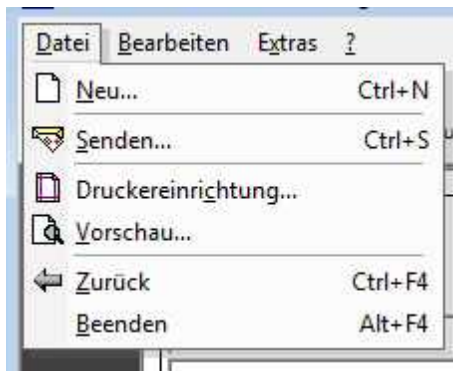 Datei Bearbeiten Extras ?
Neu... Ctrl+N
Senden... Ctrl+S
Druckereinrichtung...
Vorschau...
Zurück Ctrl+F4
Beenden Alt+F4